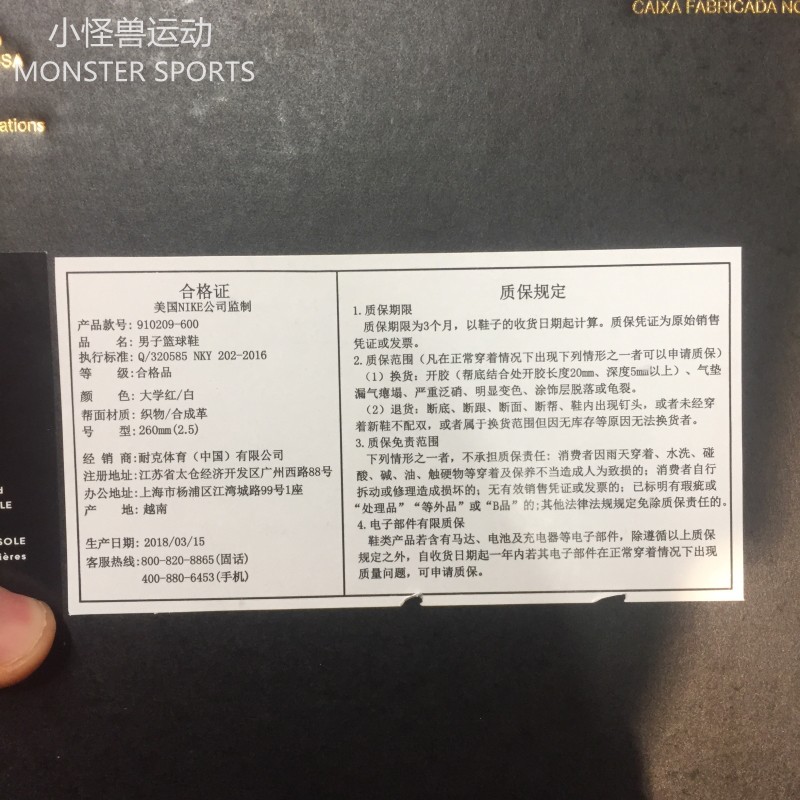 小怪兽运动
MONSTER SPORTS
CAIXA FABRICADA NO
SA
ations
合格证
美国NIKE公司监制
产品款号: 910209-600
品 名: 男子篮球鞋
执行标准: Q/320585 NKY 202-2016
等 级:合格品
颜 色: 大学红/白
帮面材质: 织物/合成革
号 型: 260mm(2.5)
经 销 商: 耐克体育（中国）有限公司
注册地址: 江苏省太仓经济开发区广州西路88号
办公地址: 上海市杨浦区江湾城路99号1座
产 地: 越南
生产日期: 2018/03/15
客服热线:800-820-8865(固话)
400-880-6453(手机)
质保规定
1. 质保期限
质保期限为3个月，以鞋子的收货日期起计算。质保凭证为原始销售
凭证或发票。
2. 质保范围（凡在正常穿着情况下出现下列情形之一者可以申请质保）
（1）换货: 开胶（帮底结合处开胶长度20mm、深度5mm以上）、气垫
漏气瘪塌、严重泛硝、明显变色、涂饰层脱落或龟裂。
（2）退货: 断底、断跟、断面、断帮、鞋内出现钉头，或者未经穿
着新鞋不配双，或者属于换货范围但因无库存等原因无法换货者。
3. 质保免责范围
下列情形之一者，不承担质保责任: 消费者因雨天穿着、水洗、碰
酸、碱、油、触硬物等穿着及保养不当造成人为致损的; 消费者自行
拆动或修理造成损坏的; 无有效销售凭证或发票的; 已标明有瑕疵或
“处理品” “等外品” 或“B品” 的;其他法律法规规定免除质保责任的。
4. 电子部件有限质保
鞋类产品若含有马达、电池及充电器等电子部件，除遵循以上质保
规定之外，自收货日期起一年内若其电子部件在正常穿着情况下出现
质量问题，可申请质保。
d
LE
SOLE
ières